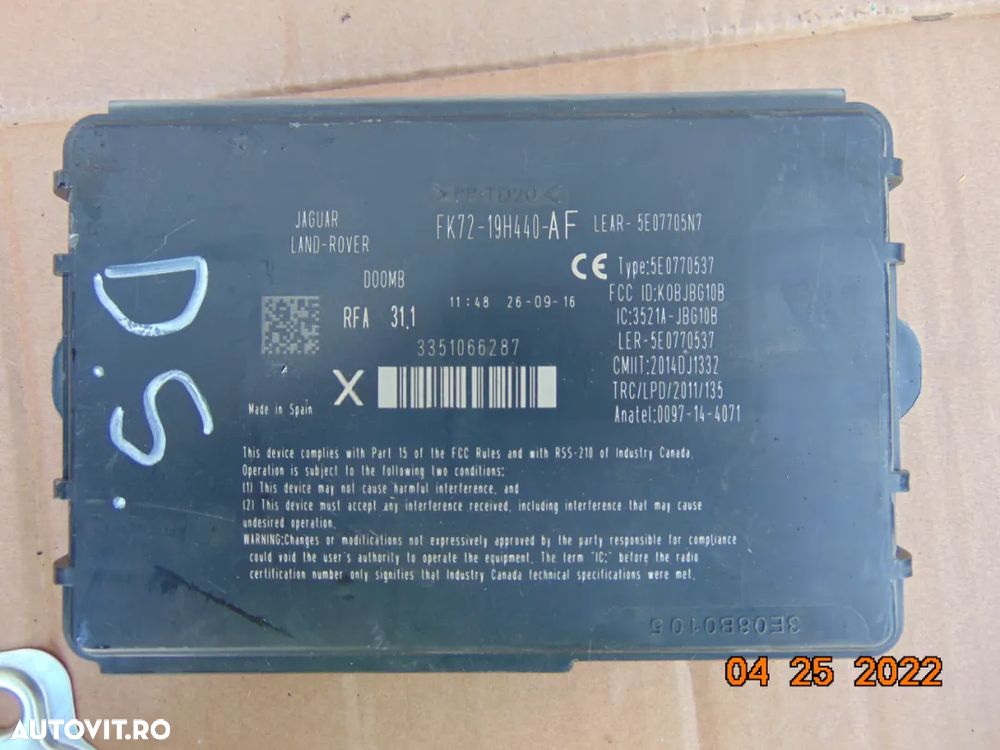 >PP-TD20<
JAGUAR
LAND-ROVER
FK72-19H440-AF
LEAR- 5E07705N7
D00MB
CE Type:5E0770537
FCC ID:K0BJBG10B
IC:3521A-JBG10B
LER-5E0770537
CMIIT:2014DJ1332
TRC/LPD/2011/135
Anatel:0097-14-4071
11:48 26-09-16
RFA 31.1
3351066287
X
Made in Spain
D.S.
This device complies with Part 15 of the FCC Rules and with RSS-210 of Industry Canada.
Operation is subject to the following two conditions:
(1) This device may not cause harmful interference, and
(2) This device must accept any interference received, including interference that may cause
undesired operation.
WARNING:Changes or modifications not expressively approved by the party responsible for compliance
could void the user's authority to operate the equipment. The term "IC:" before the radio
certification number only signifies that Industry Canada technical specifications were met.
3E08B0105
04 25 2022
AUTOVIT.RO